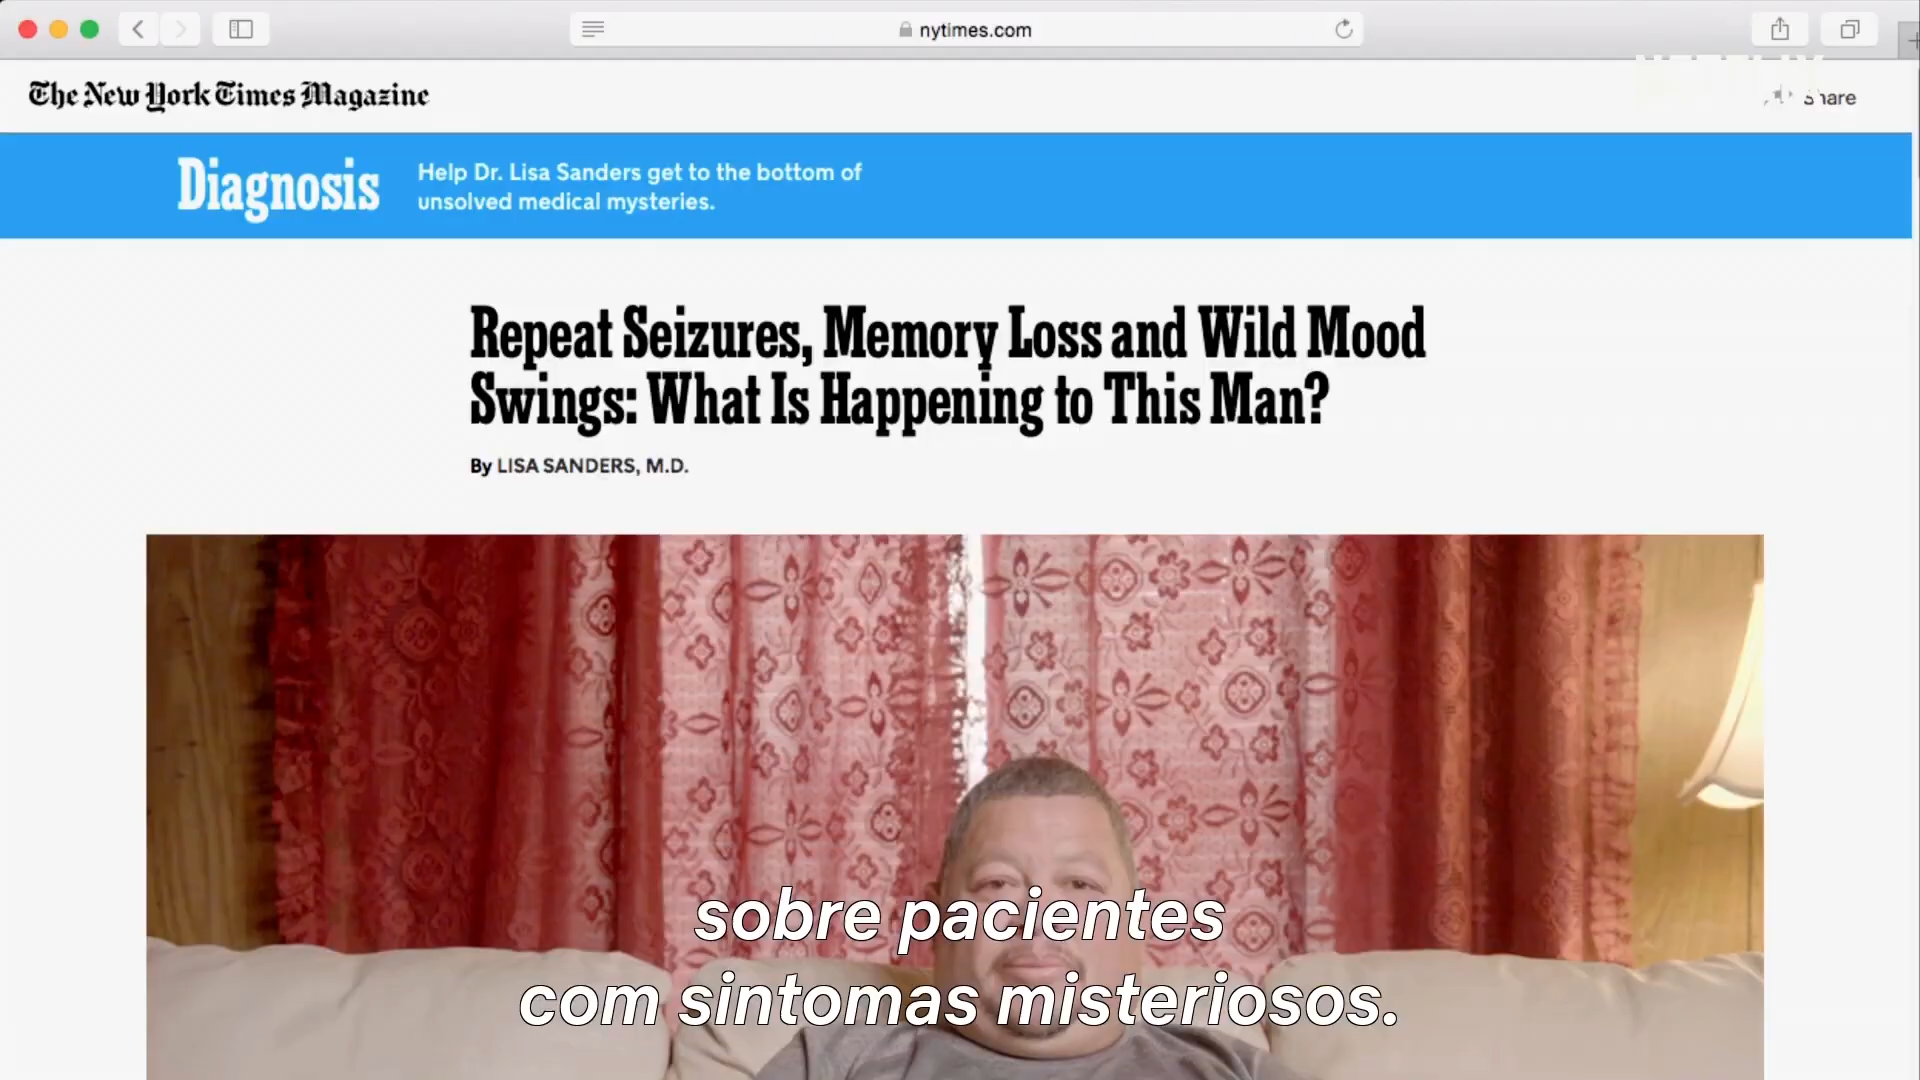 nytimes.com
The New York Times Magazine
Share
Diagnosis
Help Dr. Lisa Sanders get to the bottom of
unsolved medical mysteries.
Repeat Seizures, Memory Loss and Wild Mood
Swings: What Is Happening to This Man?
By LISA SANDERS, M.D.
sobre pacientes
com sintomas misteriosos.